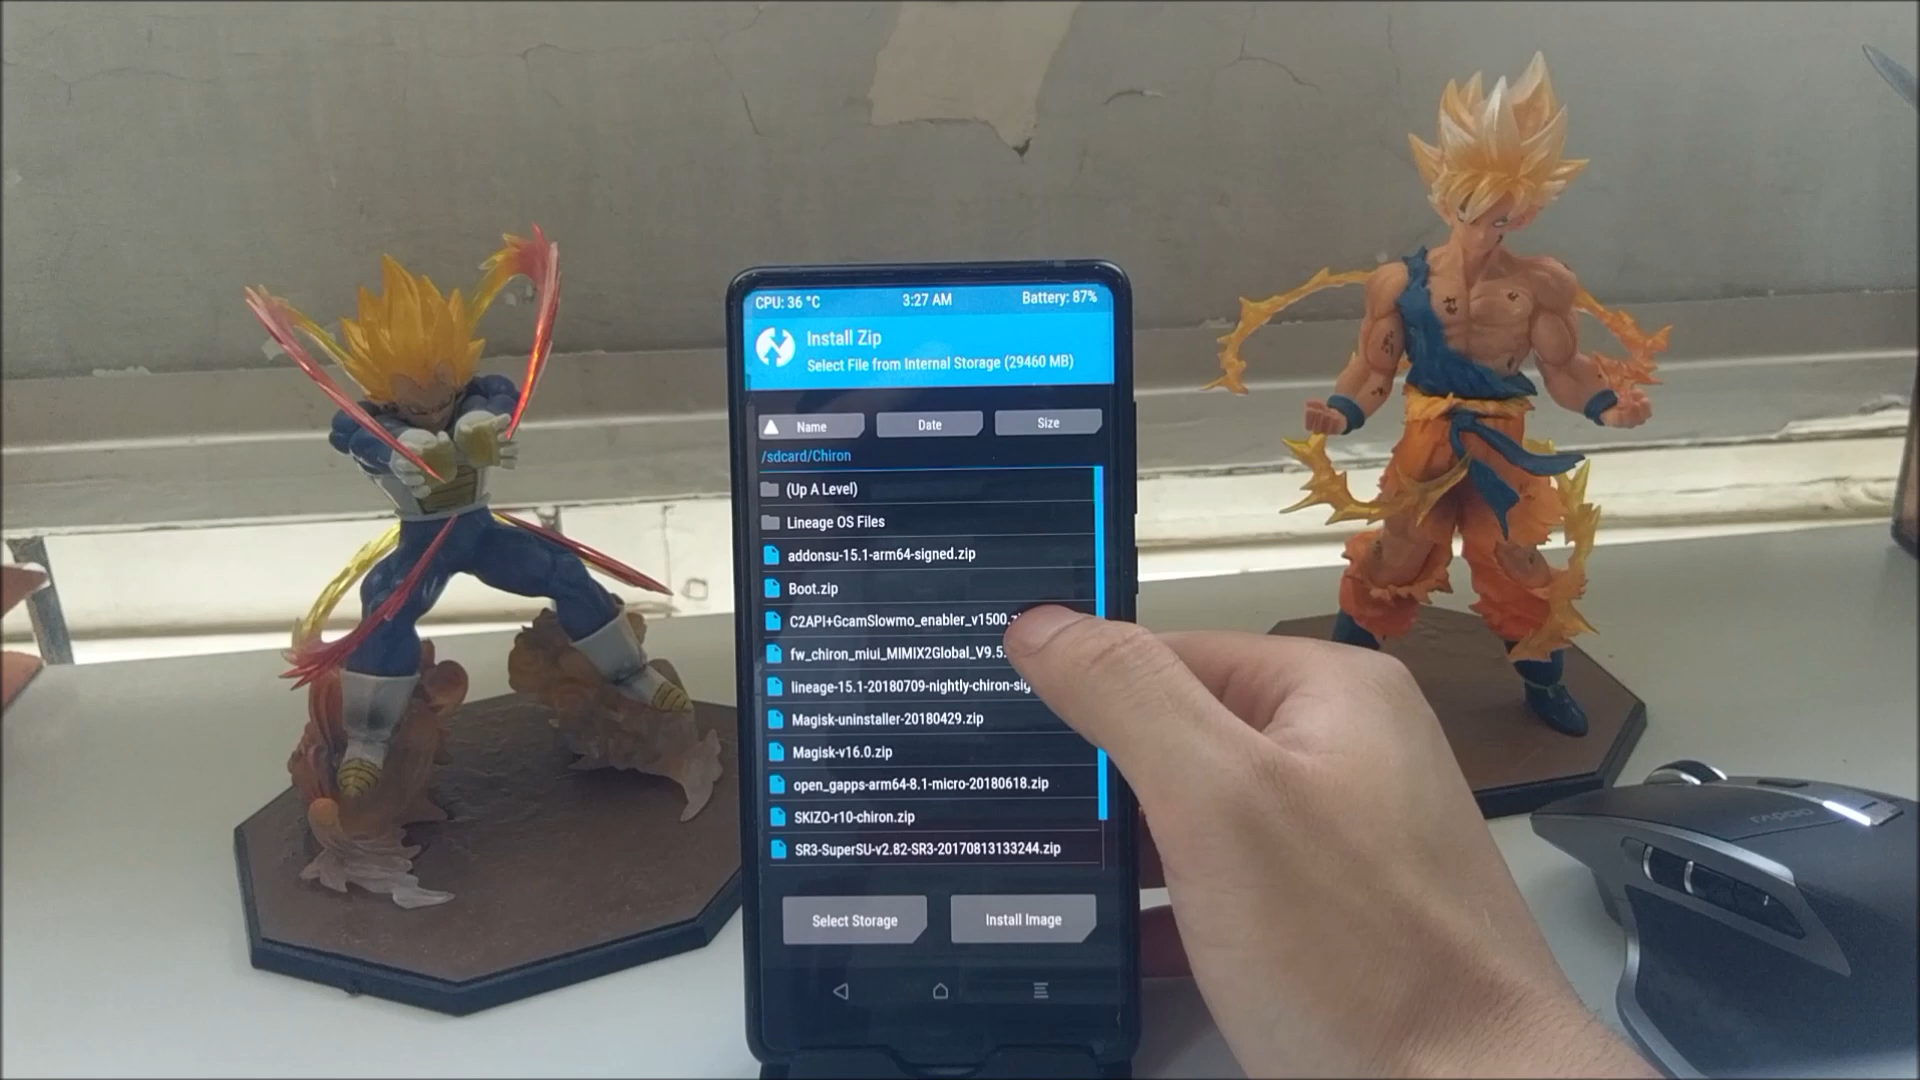 CPU: 36 °C 3:27 AM Battery: 87%
Install Zip
Select File from Internal Storage (29460 MB)
Name Date Size
/sdcard/Chiron
(Up A Level)
Lineage OS Files
addonsu-15.1-arm64-signed.zip
Boot.zip
C2API+GcamSlowmo_enabler_v1500.zi
fw_chiron_miui_MIMIX2Global_V9.5.
lineage-15.1-20180709-nightly-chiron-sig
Magisk-uninstaller-20180429.zip
Magisk-v16.0.zip
open_gapps-arm64-8.1-micro-20180618.zip
SKIZO-r10-chiron.zip
SR3-SuperSU-v2.82-SR3-20170813133244.zip
Select Storage Install Image
rapoo